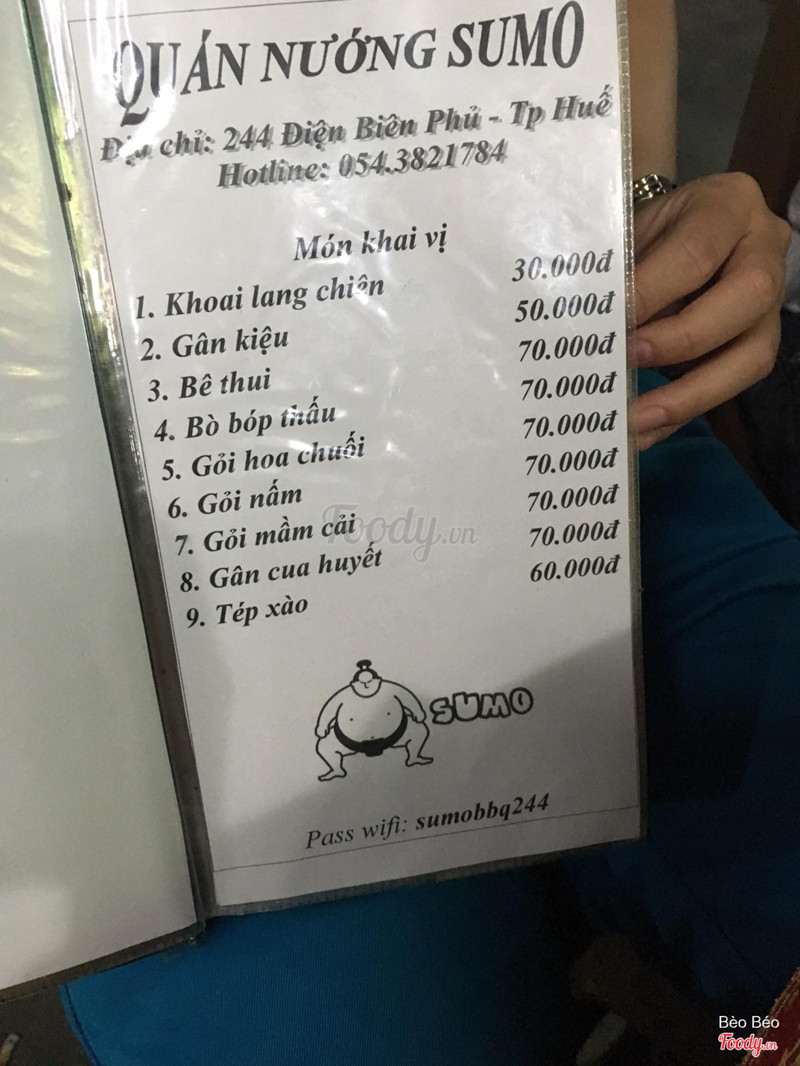 QUÁN NƯỚNG SUMO
Địa chỉ: 244 Điện Biên Phủ - Tp Huế
Hotline: 054.3821784
Món khai vị
1. Khoai lang chiên 30.000đ
2. Gân kiệu 50.000đ
3. Bê thui 70.000đ
4. Bò bóp thấu 70.000đ
5. Gỏi hoa chuối 70.000đ
6. Gỏi nấm 70.000đ
7. Gỏi mầm cải 70.000đ
8. Gân cua huyết 70.000đ
9. Tép xào 60.000đ
Foody.vn
SUMO
Pass wifi: sumobbq244
Bèo Béo
Foody.vn